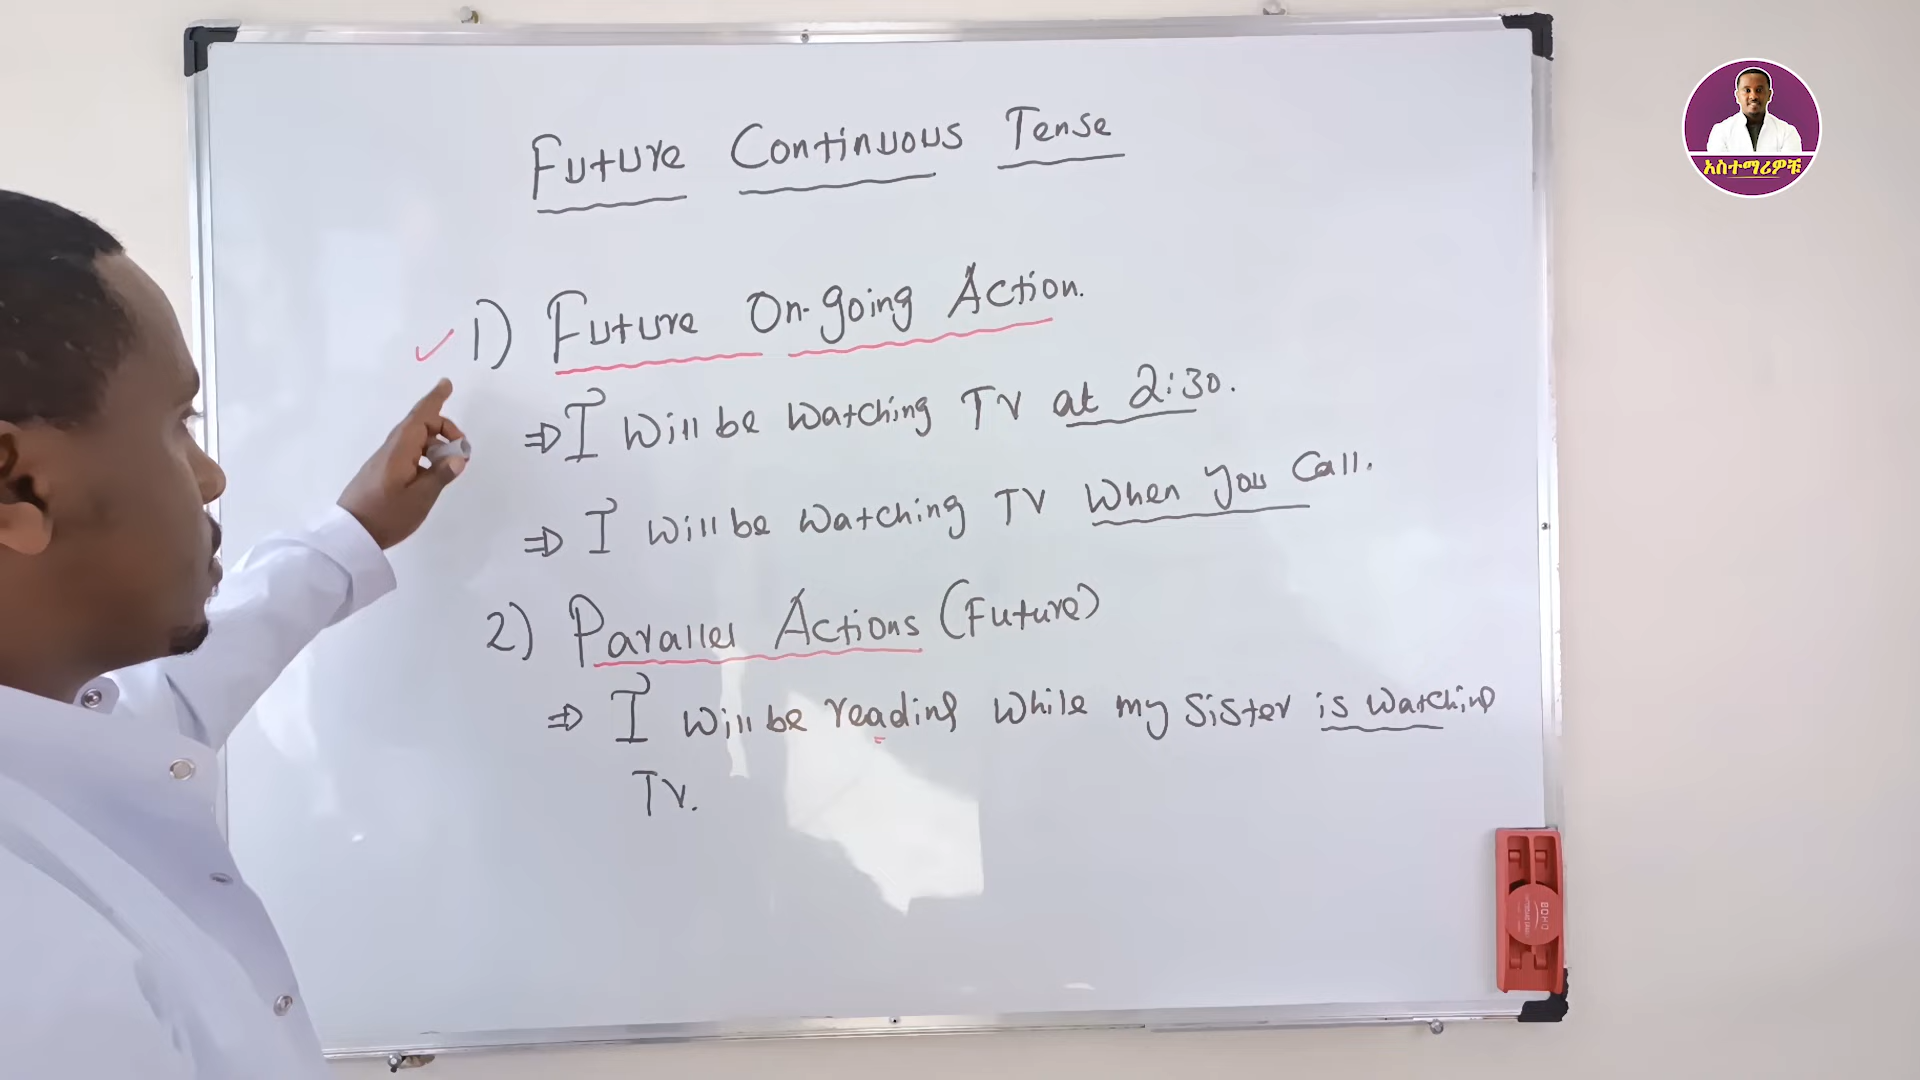 Future Continuous Tense
1) Future On-going Action.
⇒ I will be watching TV at 2:30.
⇒ I will be watching TV when you call.
2) Parallel Actions (Future)
⇒ I will be reading while my sister is watching
TV.
አስተማሪዎቹ